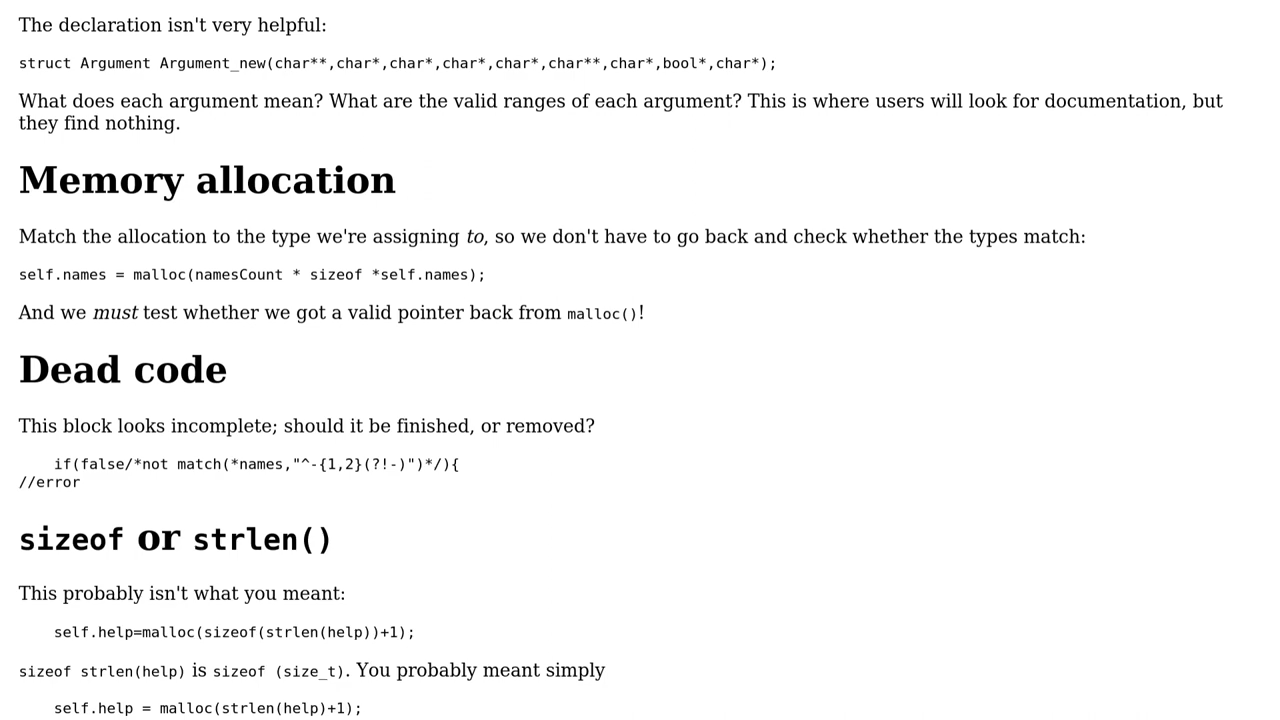 The declaration isn't very helpful:
struct Argument Argument_new(char**,char*,char*,char*,char*,char**,char*,bool*,char*);
What does each argument mean? What are the valid ranges of each argument? This is where users will look for documentation, but
they find nothing.
Memory allocation
Match the allocation to the type we're assigning to, so we don't have to go back and check whether the types match:
self.names = malloc(namesCount * sizeof *self.names);
And we must test whether we got a valid pointer back from malloc()!
Dead code
This block looks incomplete; should it be finished, or removed?
    if(false/*not match(*names,"^-{1,2}(?!-)")*/){
//error
sizeof or strlen()
This probably isn't what you meant:
    self.help=malloc(sizeof(strlen(help))+1);
sizeof strlen(help) is sizeof (size_t). You probably meant simply
    self.help = malloc(strlen(help)+1);